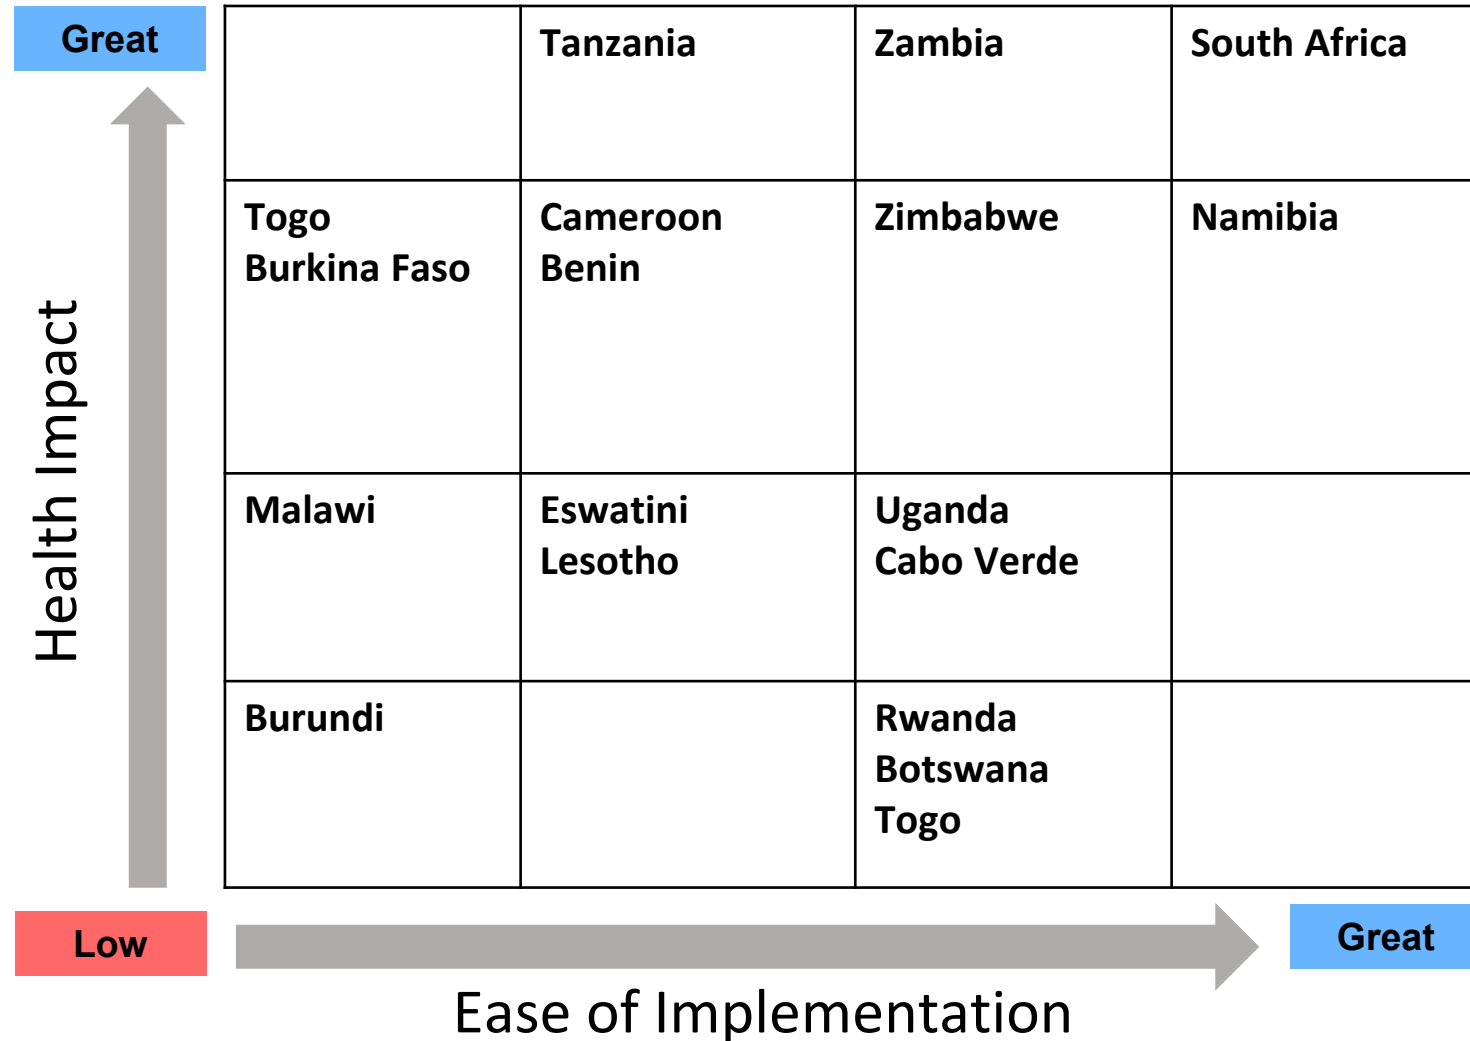 Great
Tanzania
Zambia
South Africa
Togo
Burkina Faso
Cameroon
Benin
Zimbabwe
Namibia
Health Impact
Malawi
Eswatini
Lesotho
Uganda
Cabo Verde
Burundi
Rwanda
Botswana
Togo
Low
Great
Ease of Implementation